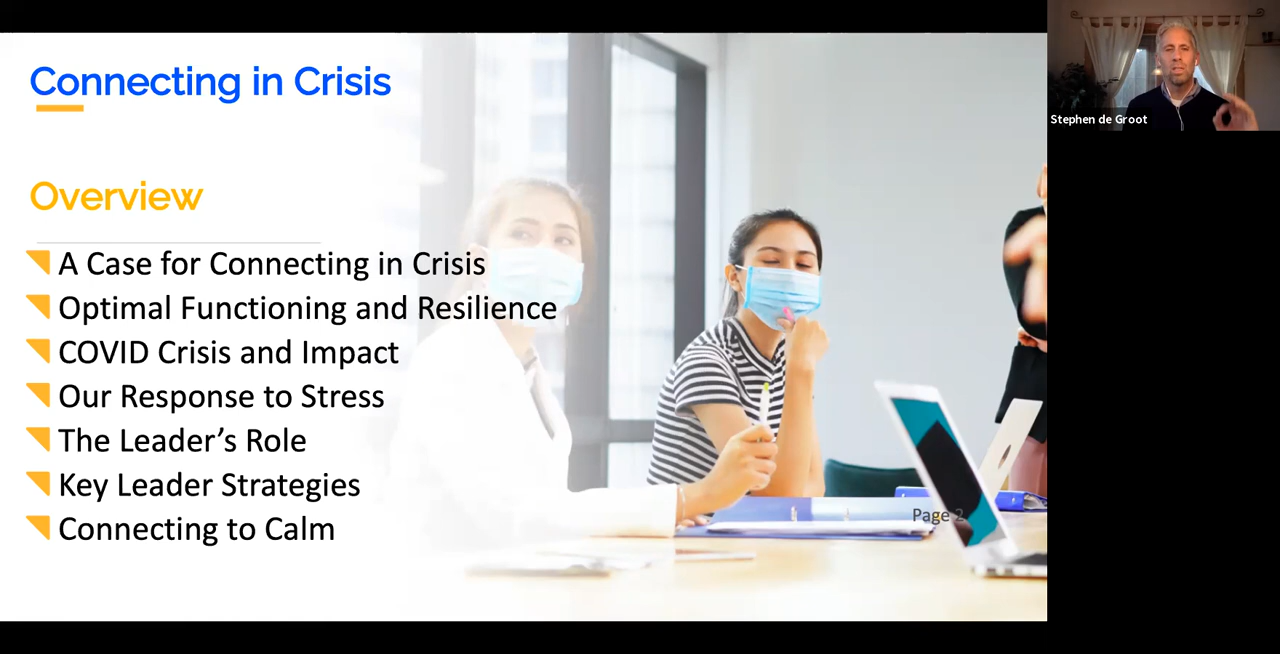 Connecting in Crisis
Overview
A Case for Connecting in Crisis
Optimal Functioning and Resilience
COVID Crisis and Impact
Our Response to Stress
The Leader’s Role
Key Leader Strategies
Connecting to Calm
Page 2
Stephen de Groot